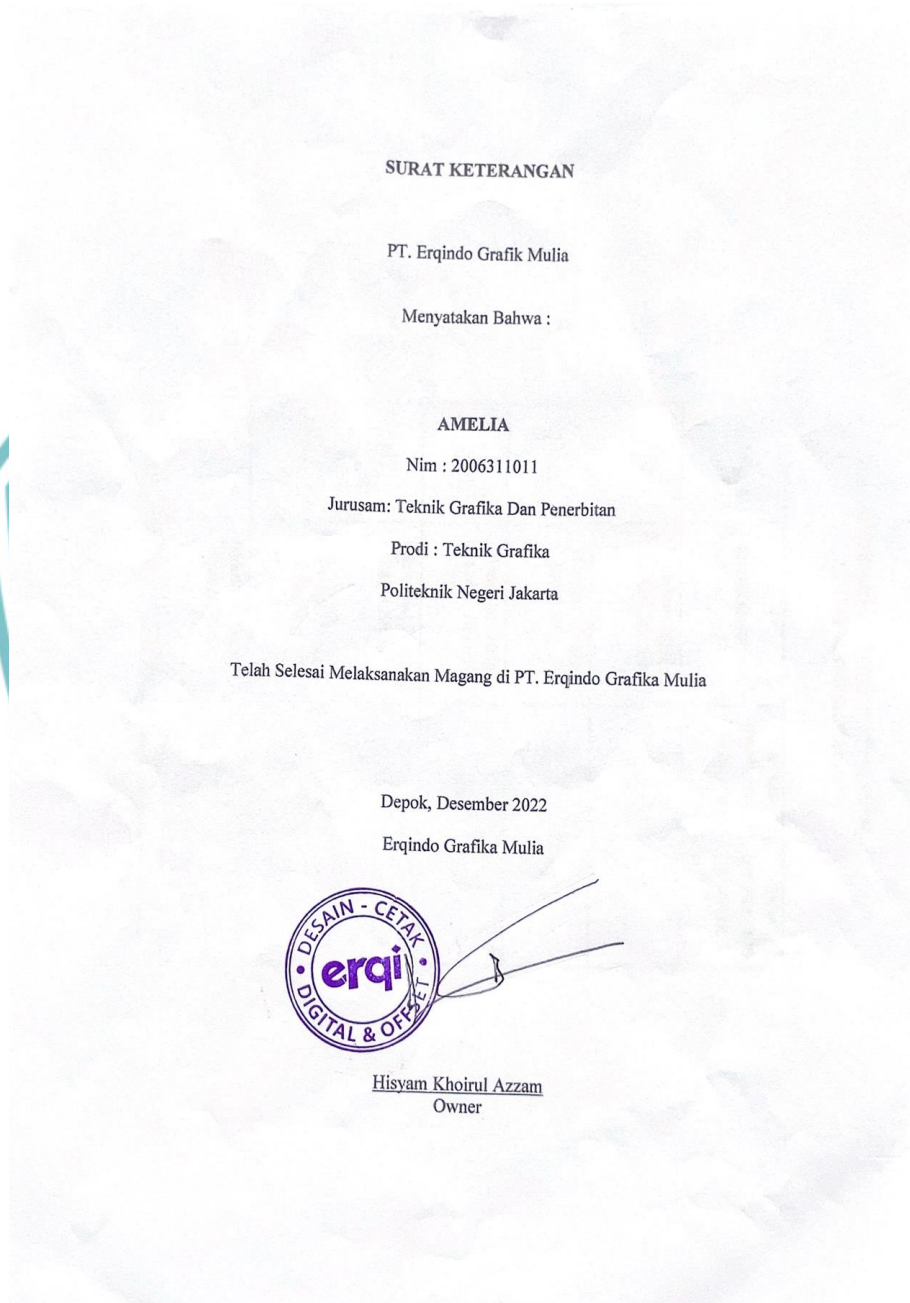 SURAT KETERANGAN
PT. Erqindo Grafik Mulia
Menyatakan Bahwa :
AMELIA
Nim : 2006311011
Jurusam: Teknik Grafika Dan Penerbitan
Prodi : Teknik Grafika
Politeknik Negeri Jakarta
Telah Selesai Melaksanakan Magang di PT. Erqindo Grafika Mulia
Depok, Desember 2022
Erqindo Grafika Mulia
DESAIN - CETAK
erqi
DIGITAL & OFFSET
Hisyam Khoirul Azzam
Owner